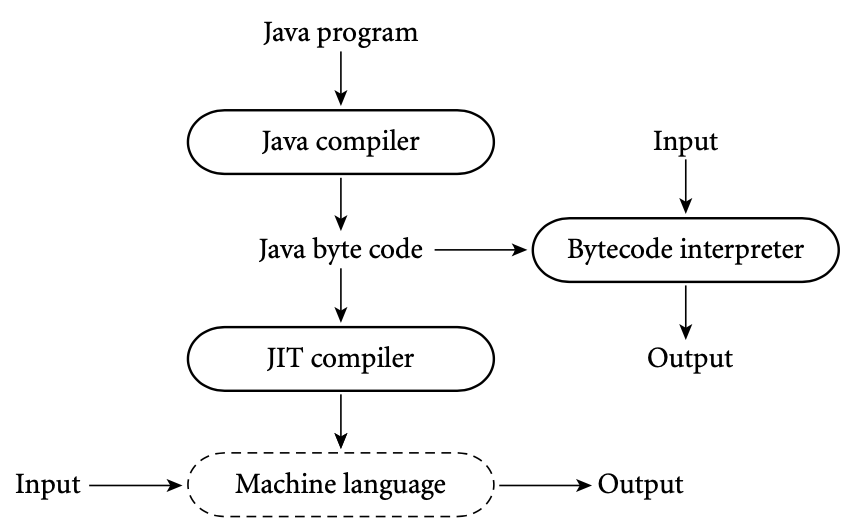 Java program
Java compiler
Input
Java byte code
Bytecode interpreter
JIT compiler
Output
Input
Machine language
Output